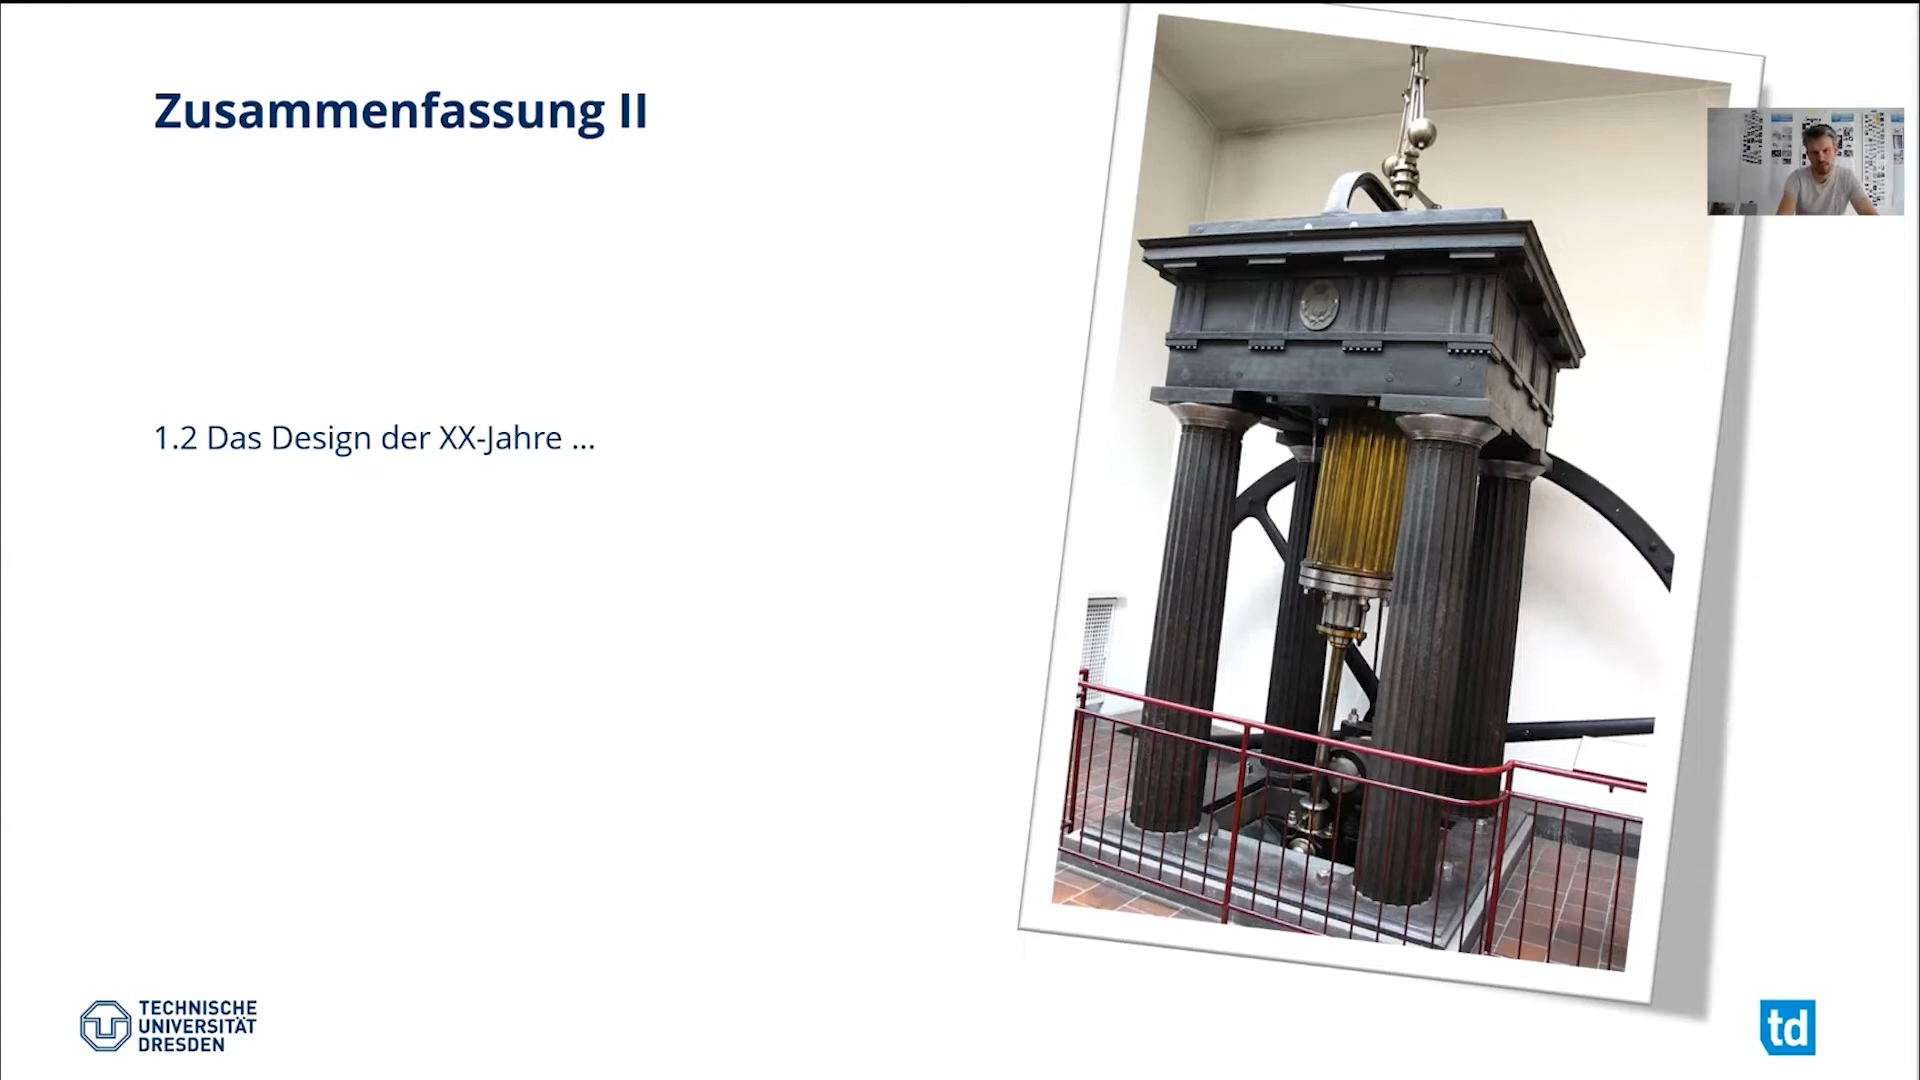 Zusammenfassung II
1.2 Das Design der XX-Jahre ...
TECHNISCHE
UNIVERSITÄT
DRESDEN
td